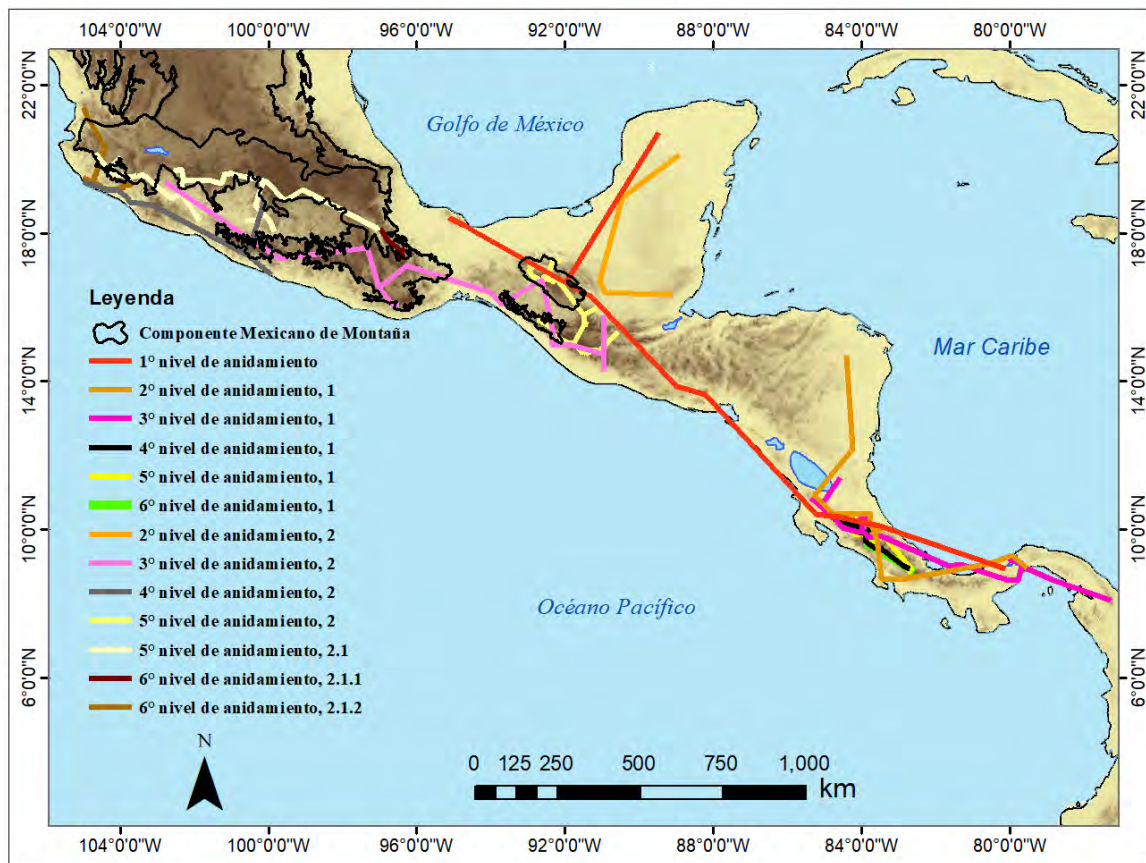 104°0'0"W 100°0'0"W 96°0'0"W 92°0'0"W 88°0'0"W 84°0'0"W 80°0'0"W
22°0'0"N
18°0'0"N
14°0'0"N
10°0'0"N
6°0'0"N
22°0'0"N
18°0'0"N
14°0'0"N
10°0'0"N
6°0'0"N
Golfo de México
Mar Caribe
Océano Pacífico
Leyenda
Componente Mexicano de Montaña
1° nivel de anidamiento
2° nivel de anidamiento, 1
3° nivel de anidamiento, 1
4° nivel de anidamiento, 1
5° nivel de anidamiento, 1
6° nivel de anidamiento, 1
2° nivel de anidamiento, 2
3° nivel de anidamiento, 2
4° nivel de anidamiento, 2
5° nivel de anidamiento, 2
5° nivel de anidamiento, 2.1
6° nivel de anidamiento, 2.1.1
6° nivel de anidamiento, 2.1.2
N
0 125 250 500 750 1,000
km
104°0'0"W 100°0'0"W 96°0'0"W 92°0'0"W 88°0'0"W 84°0'0"W 80°0'0"W